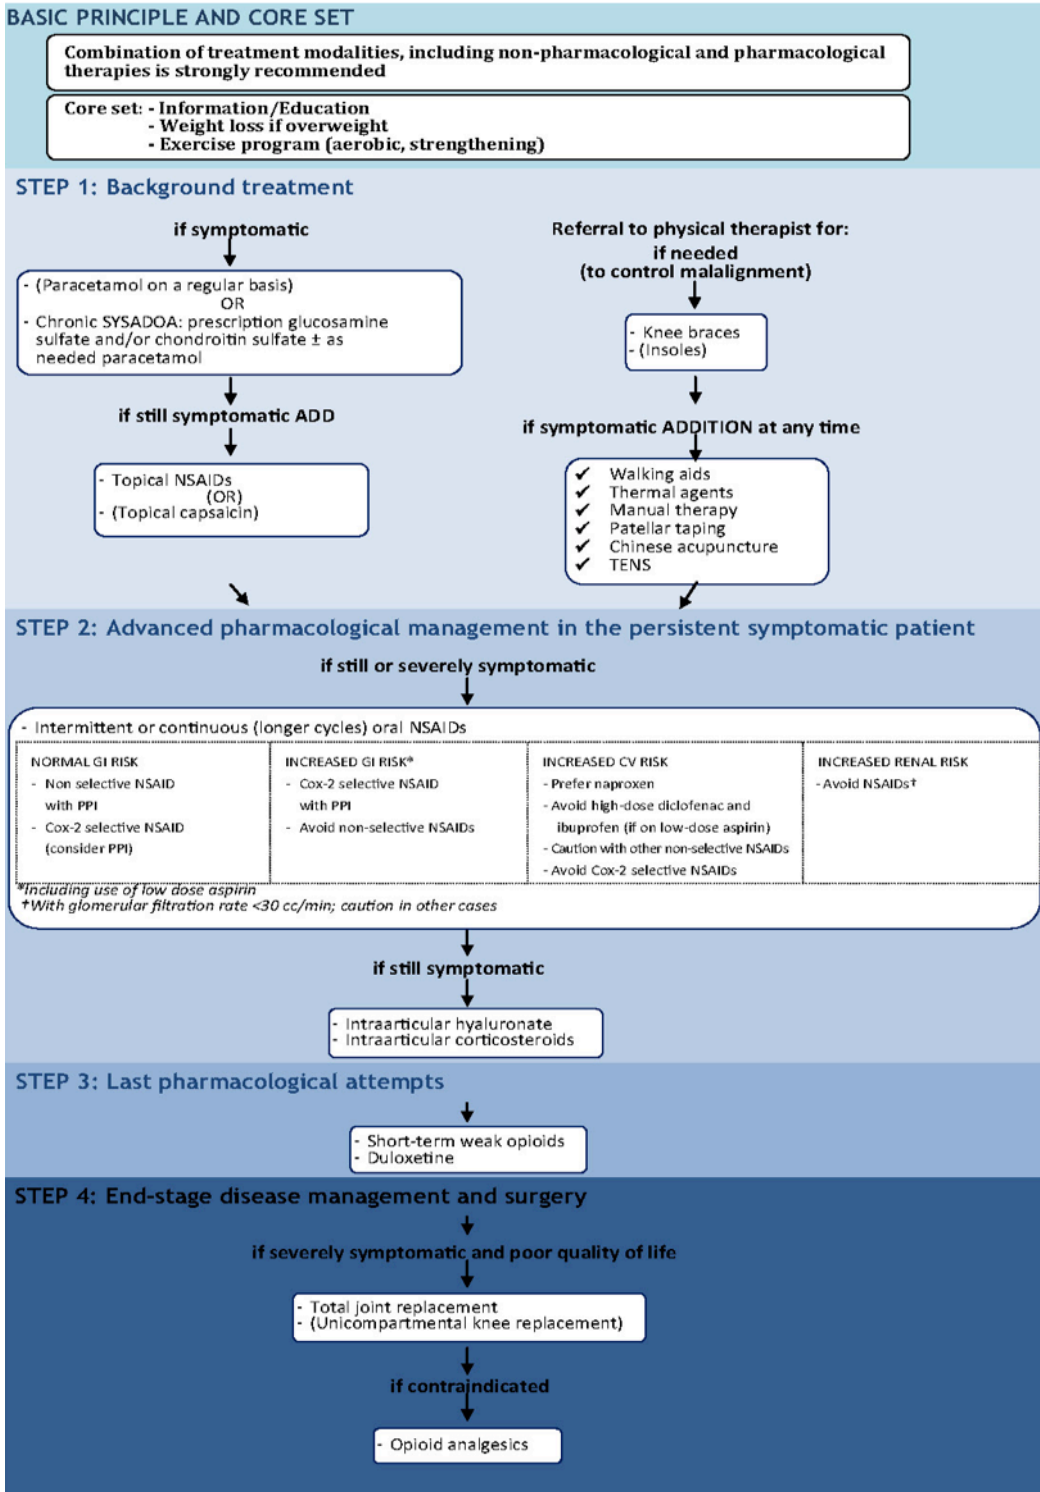 BASIC PRINCIPLE AND CORE SET
Combination of treatment modalities, including non-pharmacological and pharmacological
therapies is strongly recommended
Core set: - Information/Education
- Weight loss if overweight
- Exercise program (aerobic, strengthening)
STEP 1: Background treatment
if symptomatic
- (Paracetamol on a regular basis)
OR
- Chronic SYSADOA: prescription glucosamine
sulfate and/or chondroitin sulfate ± as
needed paracetamol
if still symptomatic ADD
- Topical NSAIDs
(OR)
- (Topical capsaicin)
Referral to physical therapist for:
if needed
(to control malalignment)
- Knee braces
- (Insoles)
if symptomatic ADDITION at any time
✓ Walking aids
✓ Thermal agents
✓ Manual therapy
✓ Patellar taping
✓ Chinese acupuncture
✓ TENS
STEP 2: Advanced pharmacological management in the persistent symptomatic patient
if still or severely symptomatic
- Intermittent or continuous (longer cycles) oral NSAIDs
NORMAL GI RISK
- Non selective NSAID
with PPI
- Cox-2 selective NSAID
(consider PPI)
INCREASED GI RISK*
- Cox-2 selective NSAID
with PPI
- Avoid non-selective NSAIDs
INCREASED CV RISK
- Prefer naproxen
- Avoid high-dose diclofenac and
ibuprofen (if on low-dose aspirin)
- Caution with other non-selective NSAIDs
- Avoid Cox-2 selective NSAIDs
INCREASED RENAL RISK
- Avoid NSAIDs†
*Including use of low dose aspirin
†With glomerular filtration rate <30 cc/min; caution in other cases
if still symptomatic
- Intraarticular hyaluronate
- Intraarticular corticosteroids
STEP 3: Last pharmacological attempts
- Short-term weak opioids
- Duloxetine
STEP 4: End-stage disease management and surgery
if severely symptomatic and poor quality of life
- Total joint replacement
- (Unicompartmental knee replacement)
if contraindicated
- Opioid analgesics